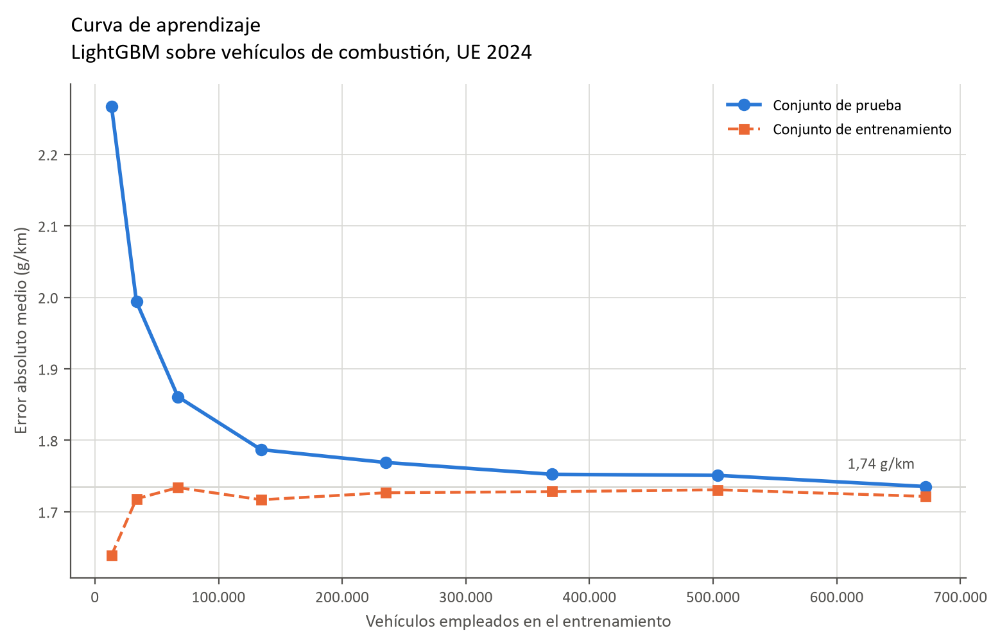 Curva de aprendizaje
LightGBM sobre vehículos de combustión, UE 2024
Conjunto de prueba
Conjunto de entrenamiento
Error absoluto medio (g/km)
2.2
2.1
2.0
1.9
1.8
1.7
1,74 g/km
0
100.000
200.000
300.000
400.000
500.000
600.000
700.000
Vehículos empleados en el entrenamiento